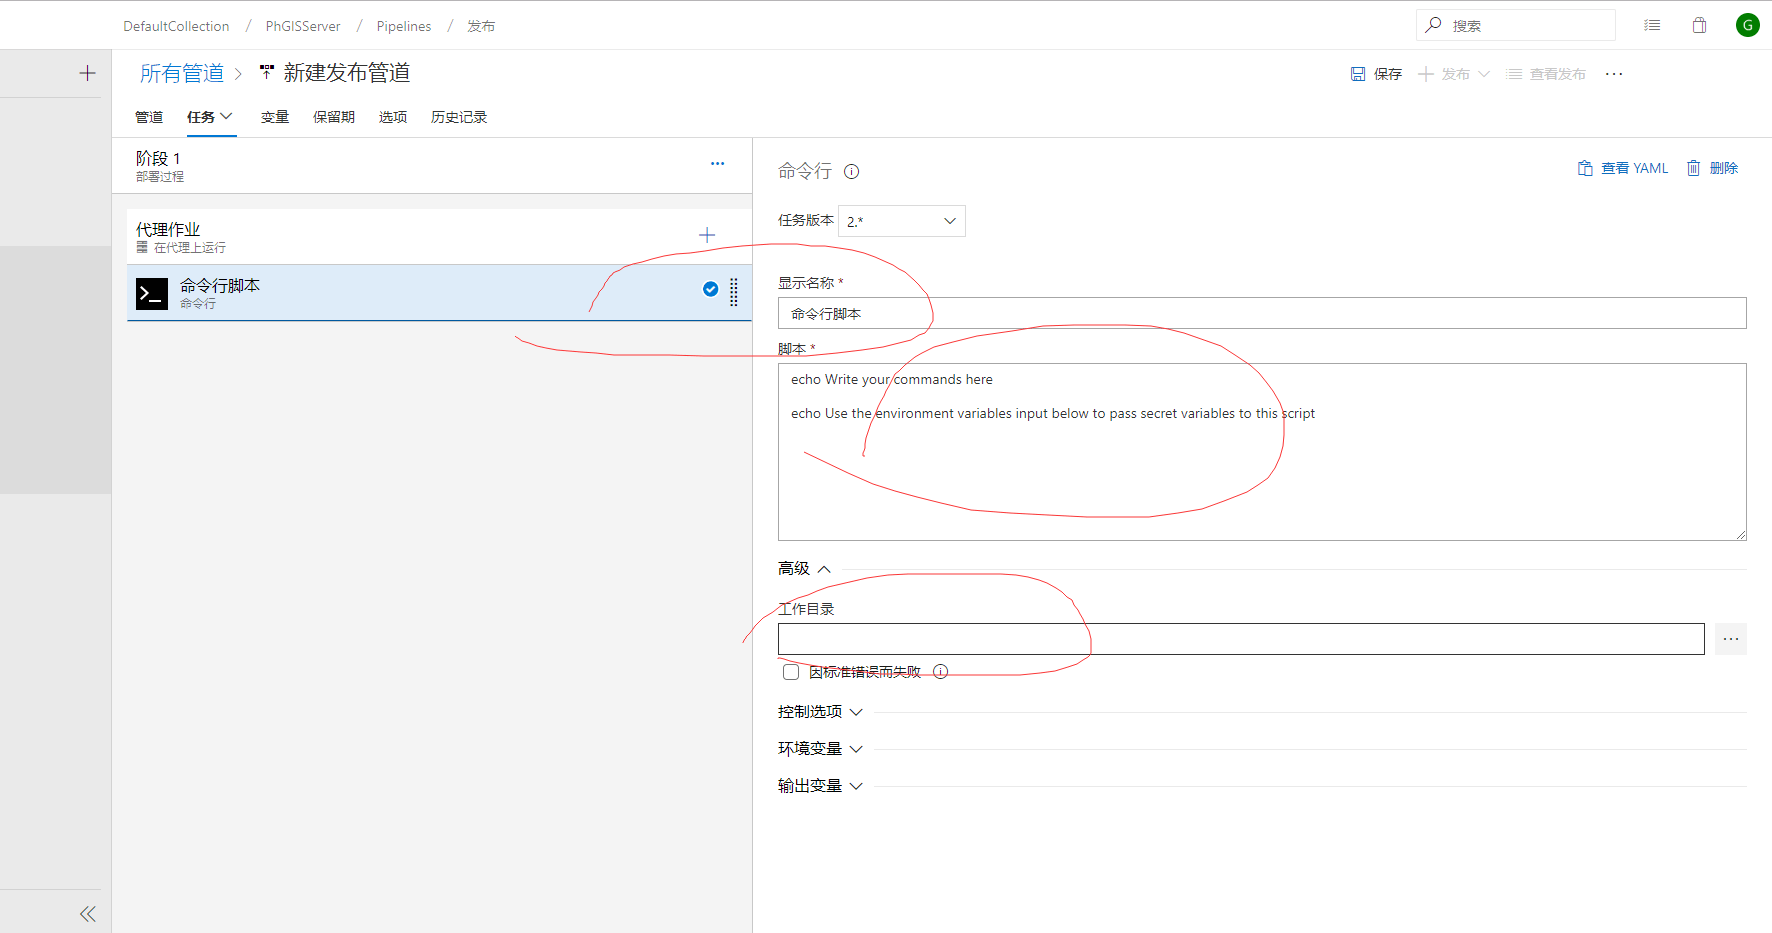 DefaultCollection / PhGISServer / Pipelines / 发布
搜索
G
所有管道 > 新建发布管道
保存
发布
查看发布
管道 任务 变量 保留期 选项 历史记录
阶段 1
部署过程
代理作业
在代理上运行
命令行脚本
命令行
命令行
查看 YAML
删除
任务版本 2.*
显示名称 *
命令行脚本
脚本 *
echo Write your commands here
echo Use the environment variables input below to pass secret variables to this script
高级
工作目录
因标准错误而失败
控制选项
环境变量
输出变量